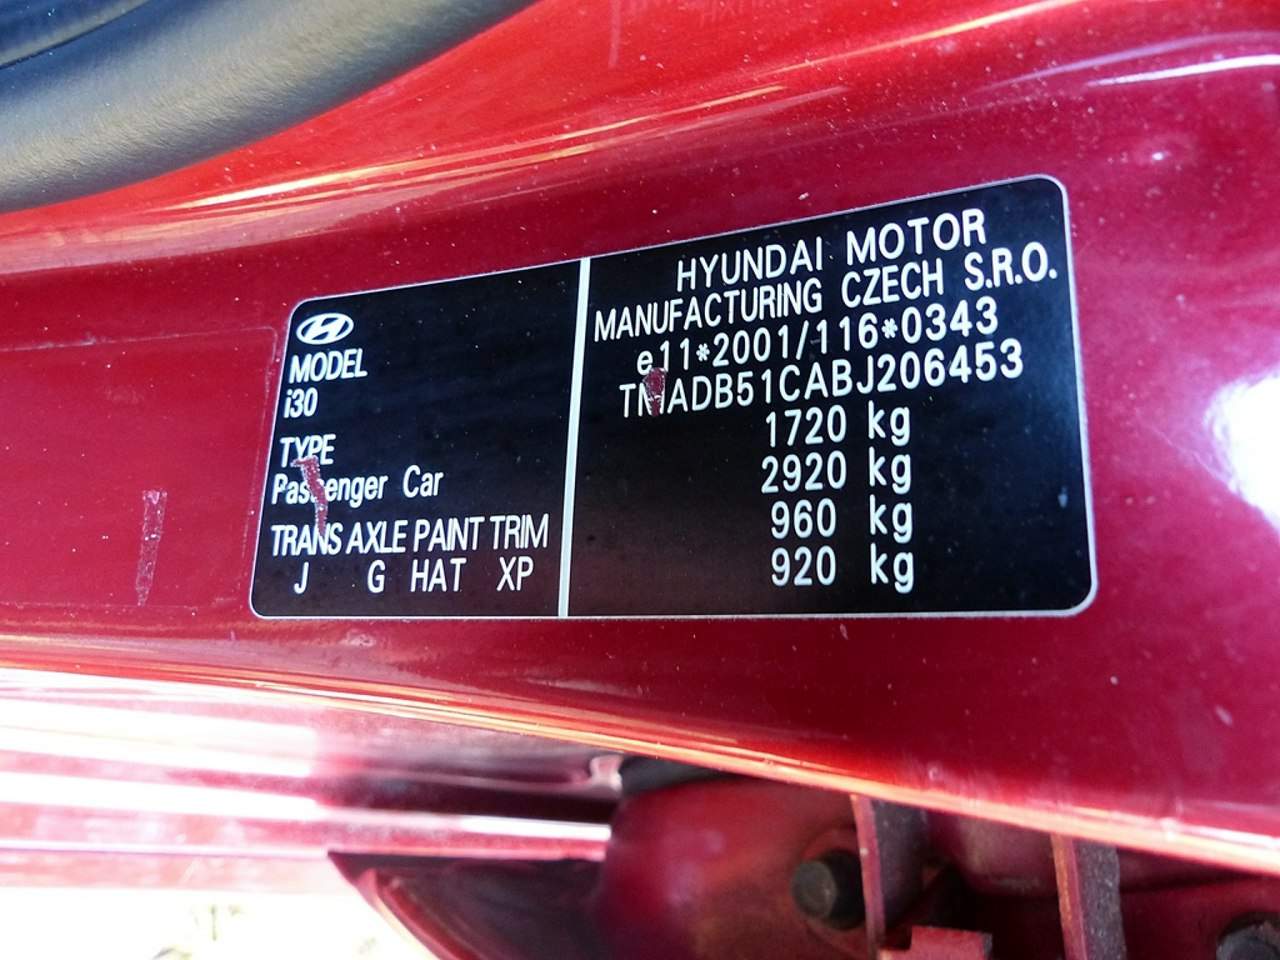 MODEL
i30
TYPE
Passenger Car
TRANS AXLE PAINT TRIM
J G HAT XP
HYUNDAI MOTOR
MANUFACTURING CZECH S.R.O.
e11*2001/116*0343
TMADB51CABJ206453
1720 kg
2920 kg
960 kg
920 kg